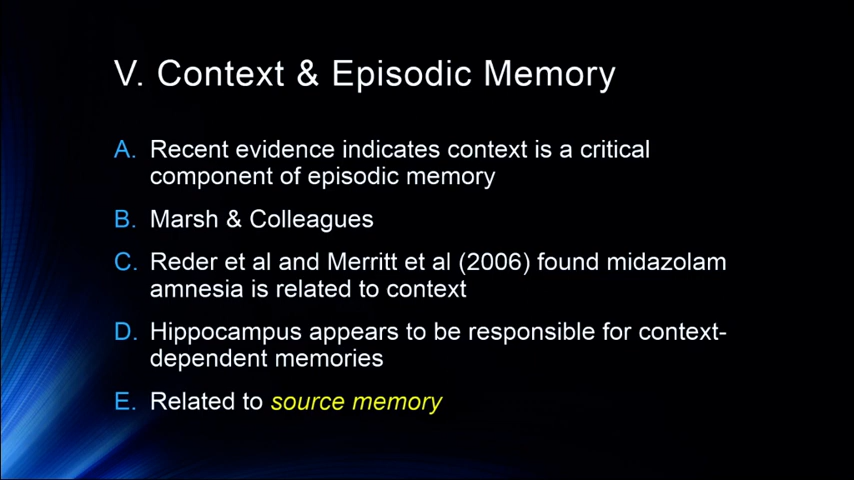 V. Context & Episodic Memory
A. Recent evidence indicates context is a critical
component of episodic memory
B. Marsh & Colleagues
C. Reder et al and Merritt et al (2006) found midazolam
amnesia is related to context
D. Hippocampus appears to be responsible for context-
dependent memories
E. Related to source memory